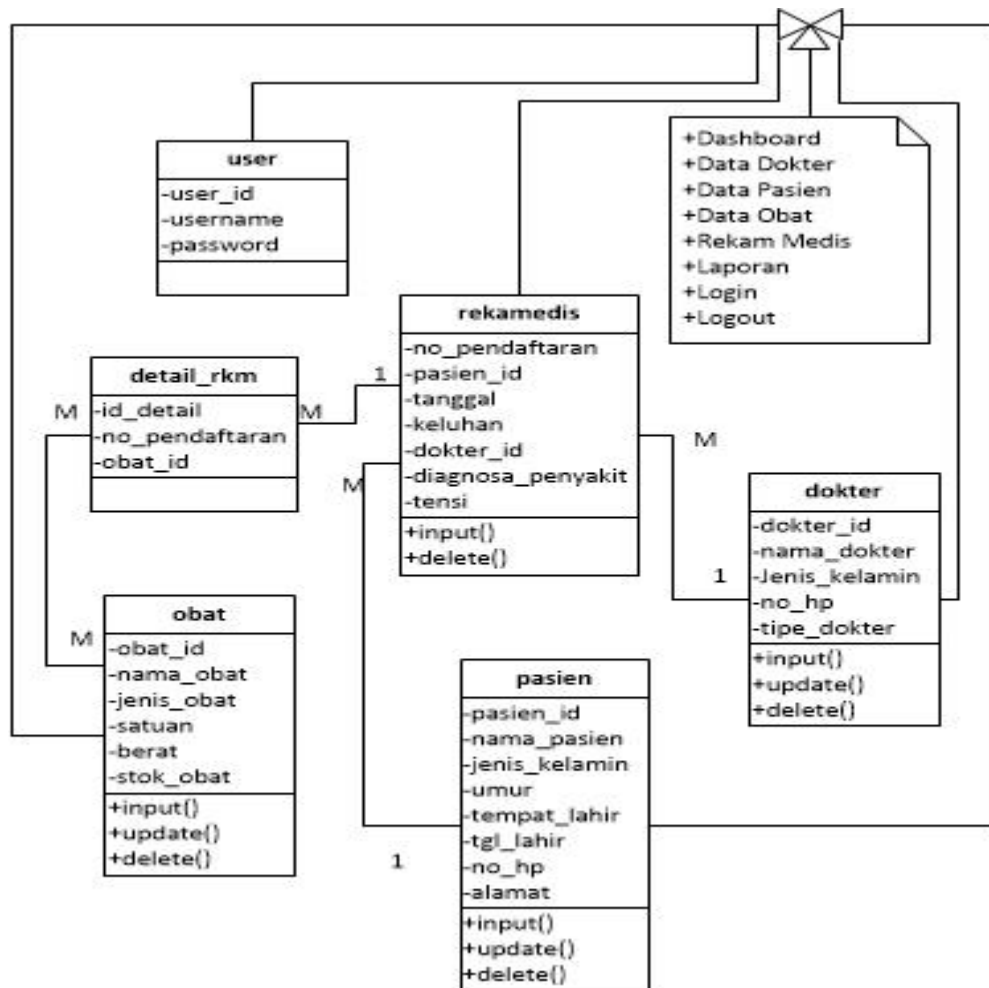 user
-user_id
-username
-password
+Dashboard
+Data Dokter
+Data Pasien
+Data Obat
+Rekam Medis
+Laporan
+Login
+Logout
rekamedis
-no_pendaftaran
-pasien_id
-tanggal
-keluhan
-dokter_id
-diagnosa_penyakit
-tensi
+input()
+delete()
1
M
M
detail_rkm
-id_detail
-no_pendaftaran
-obat_id
M
M
obat
-obat_id
-nama_obat
-jenis_obat
-satuan
-berat
-stok_obat
+input()
+update()
+delete()
M
1
dokter
-dokter_id
-nama_dokter
-Jenis_kelamin
-no_hp
-tipe_dokter
+input()
+update()
+delete()
M
1
pasien
-pasien_id
-nama_pasien
-jenis_kelamin
-umur
-tempat_lahir
-tgl_lahir
-no_hp
-alamat
+input()
+update()
+delete()